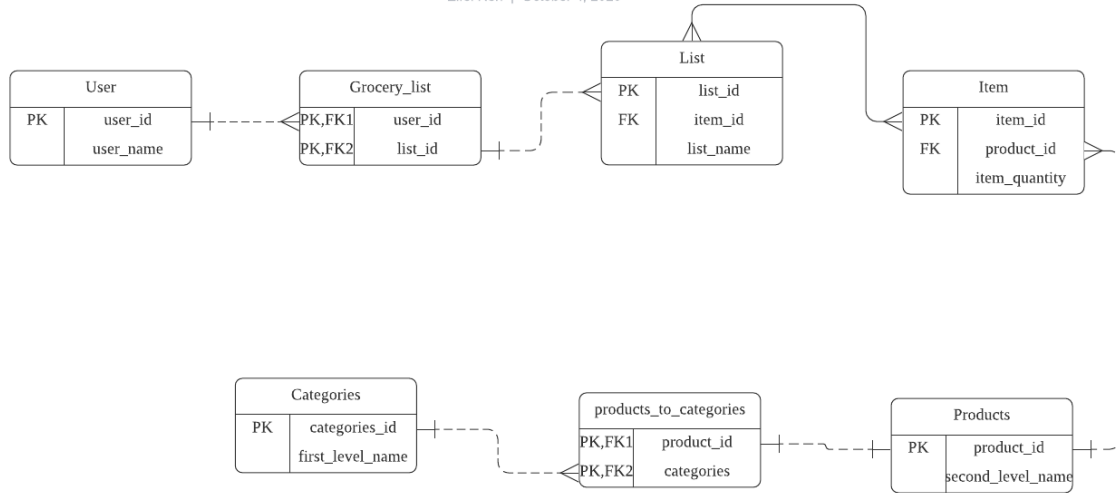 List
User
Grocery_list
Item
PK list_id
FK item_id
list_name
PK user_id
user_name
PK,FK1 user_id
PK,FK2 list_id
PK item_id
FK product_id
item_quantity
Categories
PK categories_id
first_level_name
products_to_categories
PK,FK1 product_id
PK,FK2 categories
Products
PK product_id
second_level_name